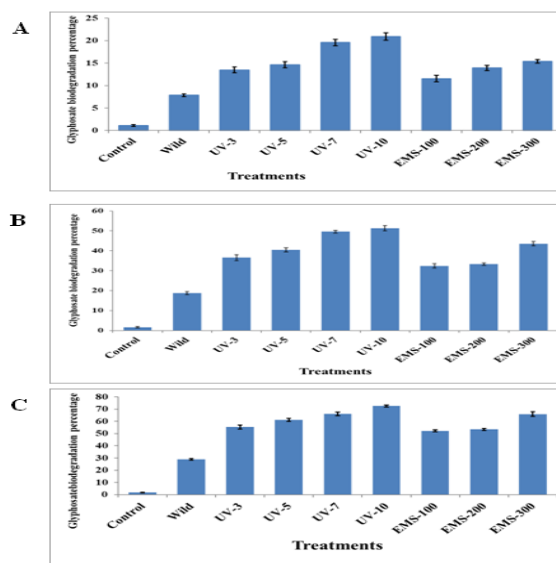 A
Glyphosate biodegradation percentage
25
20
15
10
5
0
Control
Wild
UV-3
UV-5
UV-7
UV-10
EMS-100
EMS-200
EMS-300
Treatments
B
Glyphosate biodegradation percentage
60
50
40
30
20
10
0
Control
Wild
UV-3
UV-5
UV-7
UV-10
EMS-100
EMS-200
EMS-300
Treatments
C
Glyphosatebiodegradation percentage
80
70
60
50
40
30
20
10
0
Control
Wild
UV-3
UV-5
UV-7
UV-10
EMS-100
EMS-200
EMS-300
Treatments